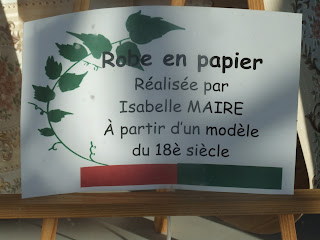 Robe en papier
Réalisée par
Isabelle MAIRE
À partir d'un modèle
du 18è siècle